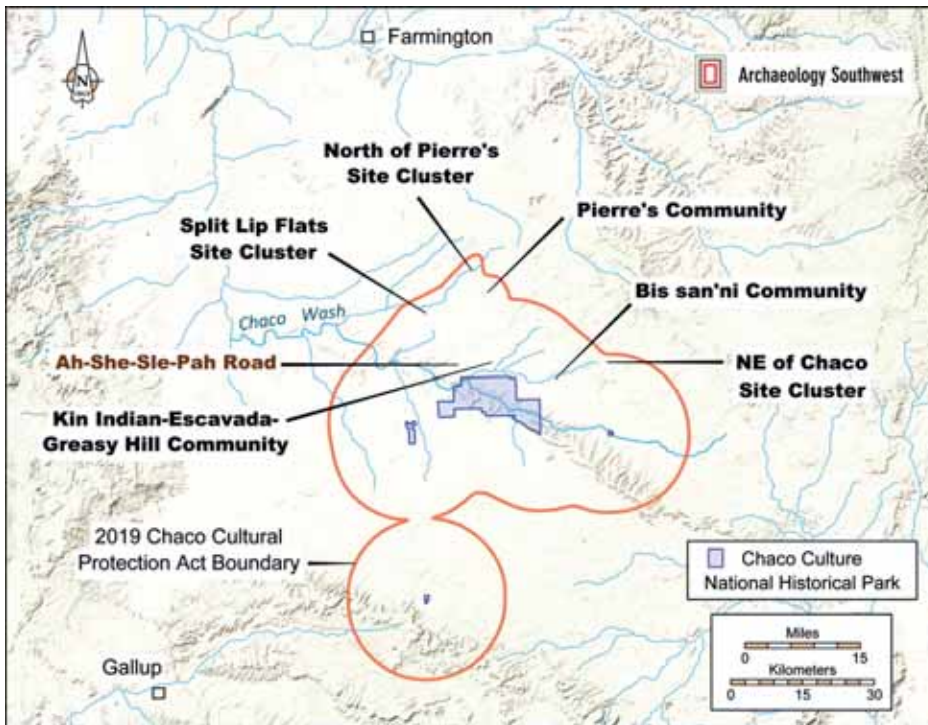 Farmington
N
Archaeology Southwest
North of Pierre's
Site Cluster
Pierre's Community
Split Lip Flats
Site Cluster
Bis san'ni Community
Chaco Wash
Ah-She-Sle-Pah Road
NE of Chaco
Site Cluster
Kin Indian-Escavada-
Greasy Hill Community
2019 Chaco Cultural
Protection Act Boundary
Chaco Culture
National Historical Park
Gallup
Miles
0 15
Kilometers
0 15 30